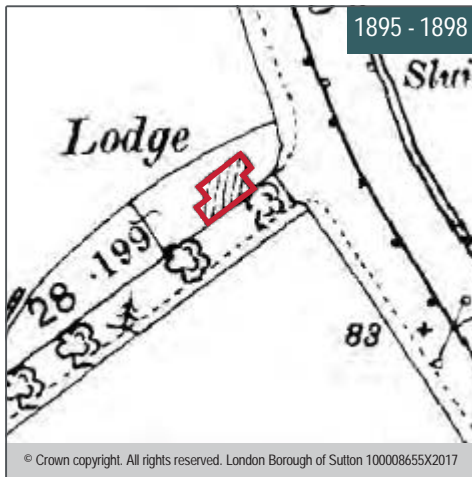 1895 - 1898
Lodge
28 ·199
83
© Crown copyright. All rights reserved. London Borough of Sutton 100008655X2017